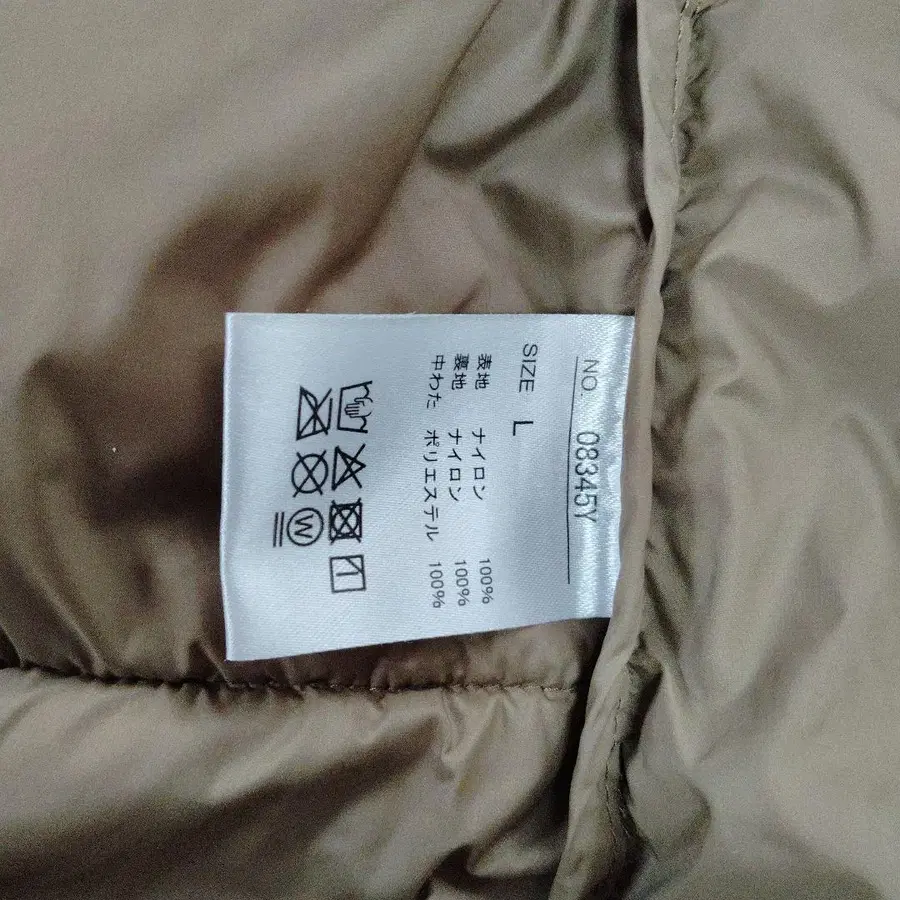 NO. 08345Y
SIZE L
表地 ナイロン 100%
裏地 ナイロン 100%
中わた ポリエステル 100%
W